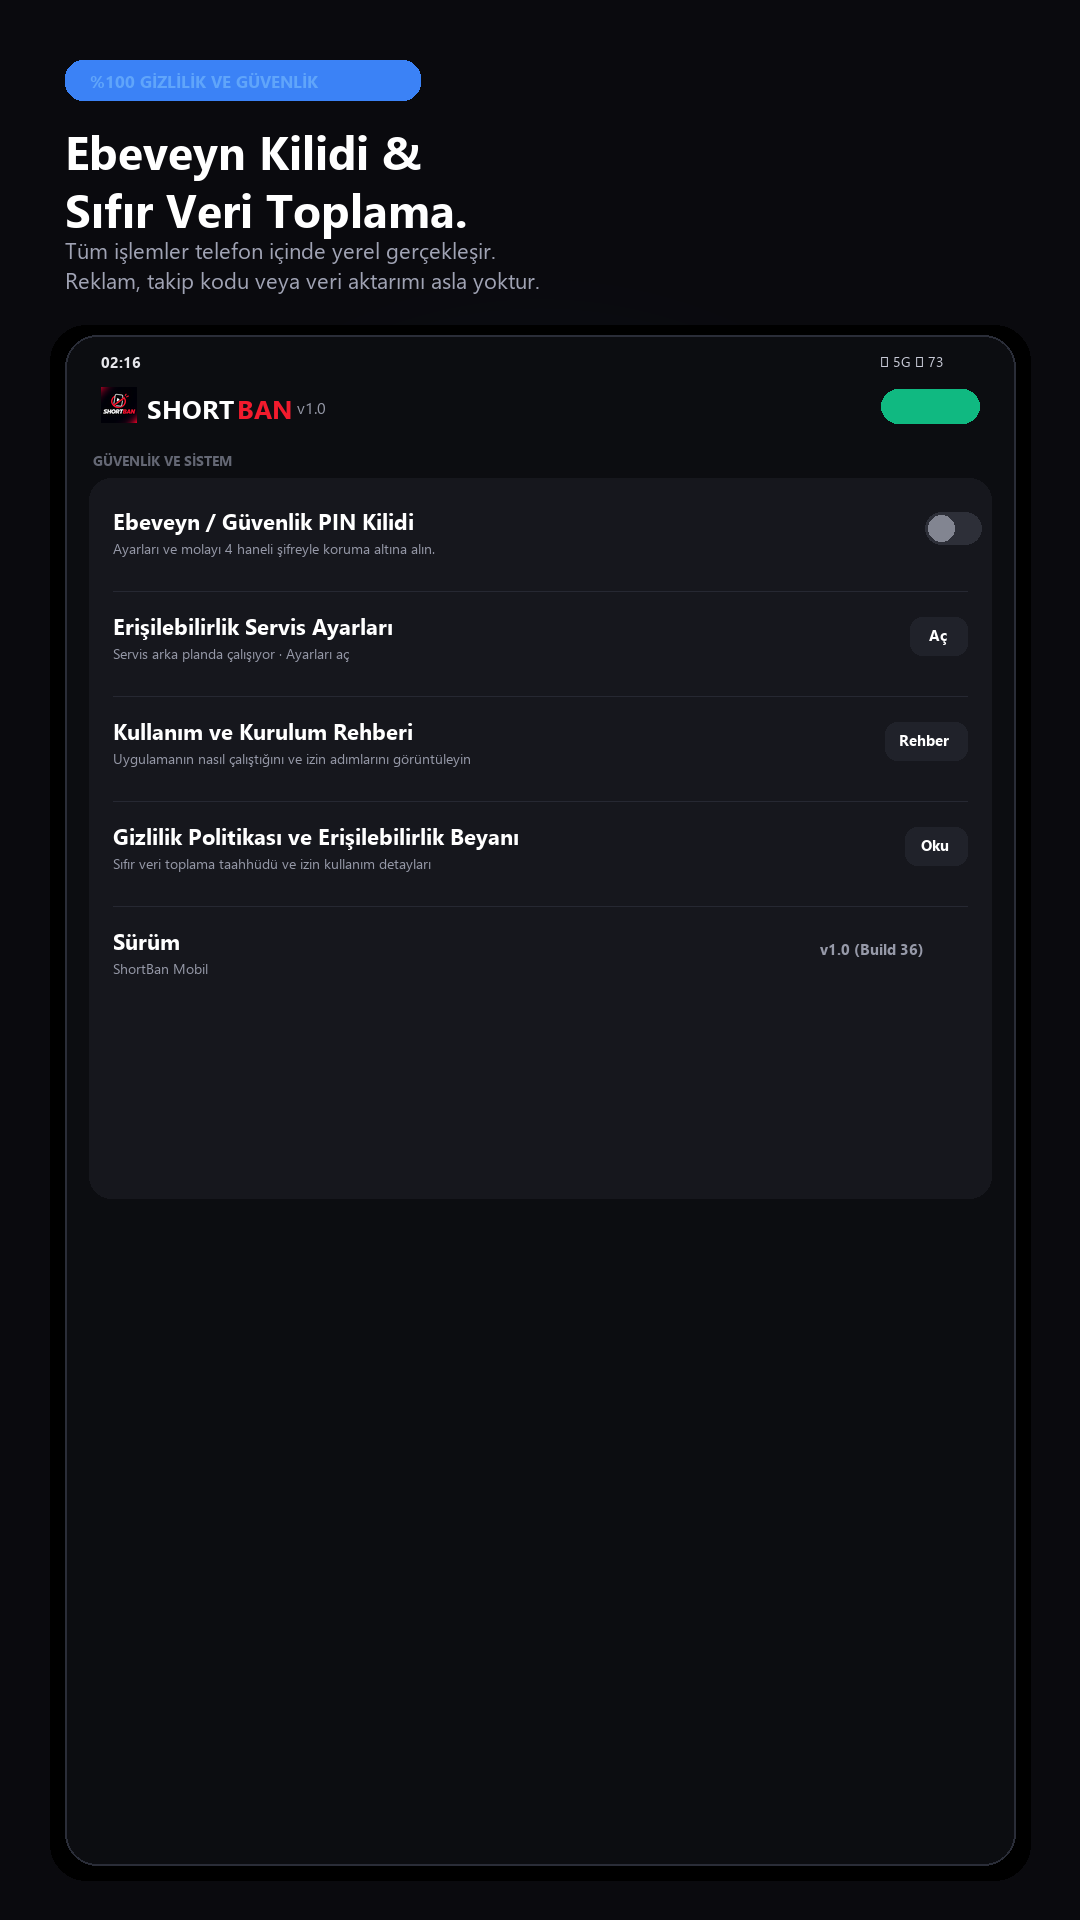 %100 GİZLİLİK VE GÜVENLİK
Ebeveyn Kilidi &
Sıfır Veri Toplama.
Tüm işlemler telefon içinde yerel gerçekleşir.
Reklam, takip kodu veya veri aktarımı asla yoktur.
02:16 5G 73
SHORTBAN SHORTBAN v1.0
GÜVENLİK VE SİSTEM
Ebeveyn / Güvenlik PIN Kilidi
Ayarları ve molayı 4 haneli şifreyle koruma altına alın.
Erişilebilirlik Servis Ayarları
Servis arka planda çalışıyor · Ayarları aç
Aç
Kullanım ve Kurulum Rehberi
Uygulamanın nasıl çalıştığını ve izin adımlarını görüntüleyin
Rehber
Gizlilik Politikası ve Erişilebilirlik Beyanı
Sıfır veri toplama taahhüdü ve izin kullanım detayları
Oku
Sürüm
ShortBan Mobil
v1.0 (Build 36)